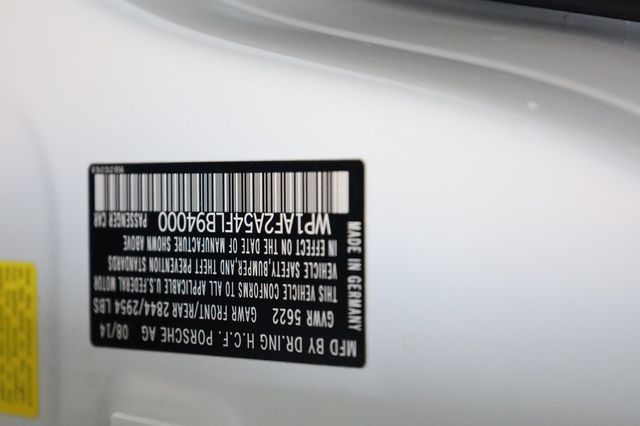 MFD BY DR.ING H.C.F. PORSCHE AG 08/14
GVWR 5622 GAWR FRONT/REAR 2844/2954 LBS
THIS VEHICLE CONFORMS TO ALL APPLICABLE U.S.FEDERAL MOTOR
VEHICLE SAFETY,BUMPER,AND THEFT PREVENTION STANDARDS
IN EFFECT ON THE DATE OF MANUFACTURE SHOWN ABOVE
WP1AF2A54FLB94000 PASSENGER CAR
MADE IN GERMANY